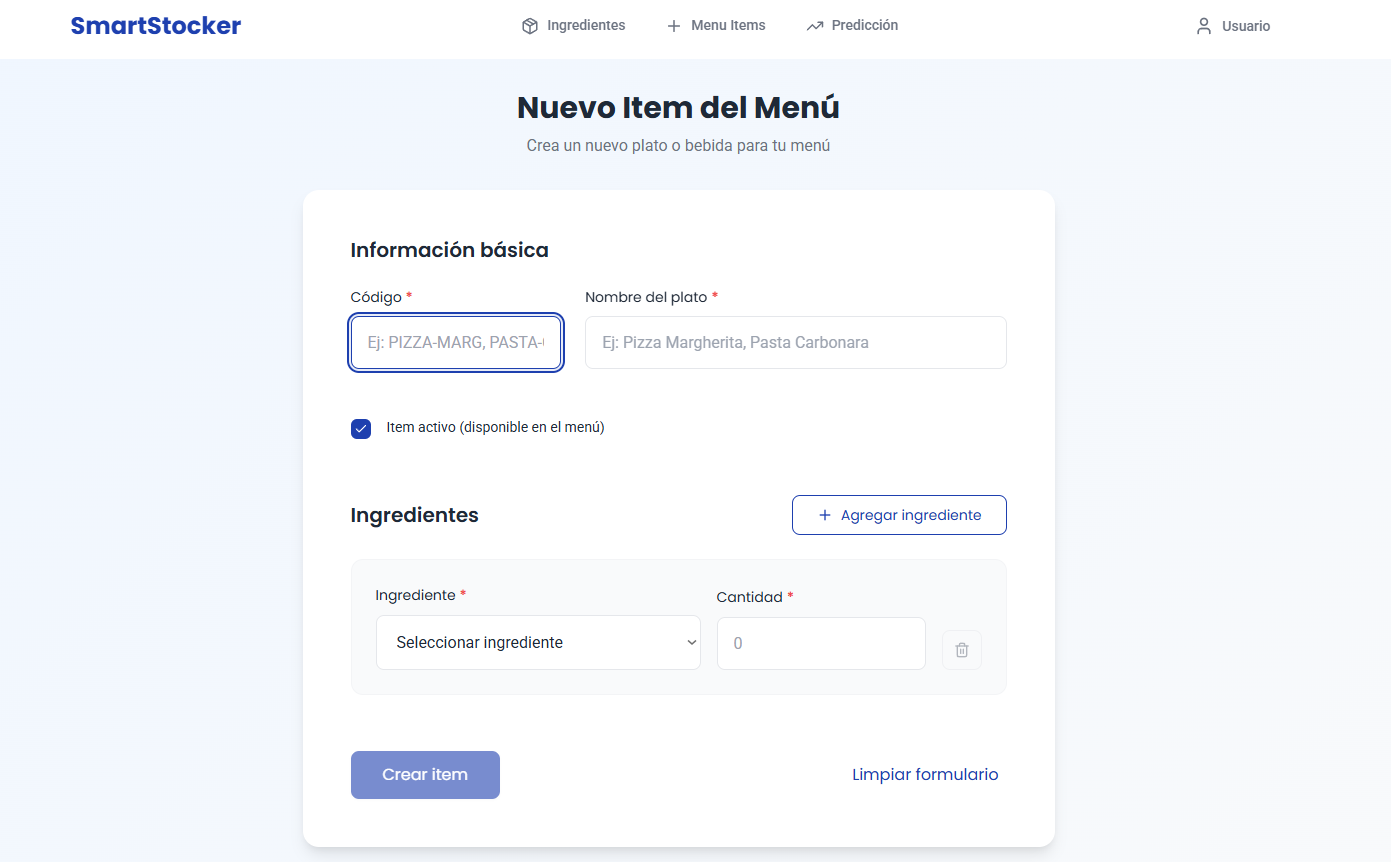 SmartStocker
Ingredientes
Menu Items
Predicción
Usuario
Nuevo Item del Menú
Crea un nuevo plato o bebida para tu menú
Información básica
Código *
Nombre del plato *
Ej: PIZZA-MARG, PASTA-
Ej: Pizza Margherita, Pasta Carbonara
Item activo (disponible en el menú)
Ingredientes
Agregar ingrediente
Ingrediente *
Cantidad *
Seleccionar ingrediente
0
Crear item
Limpiar formulario